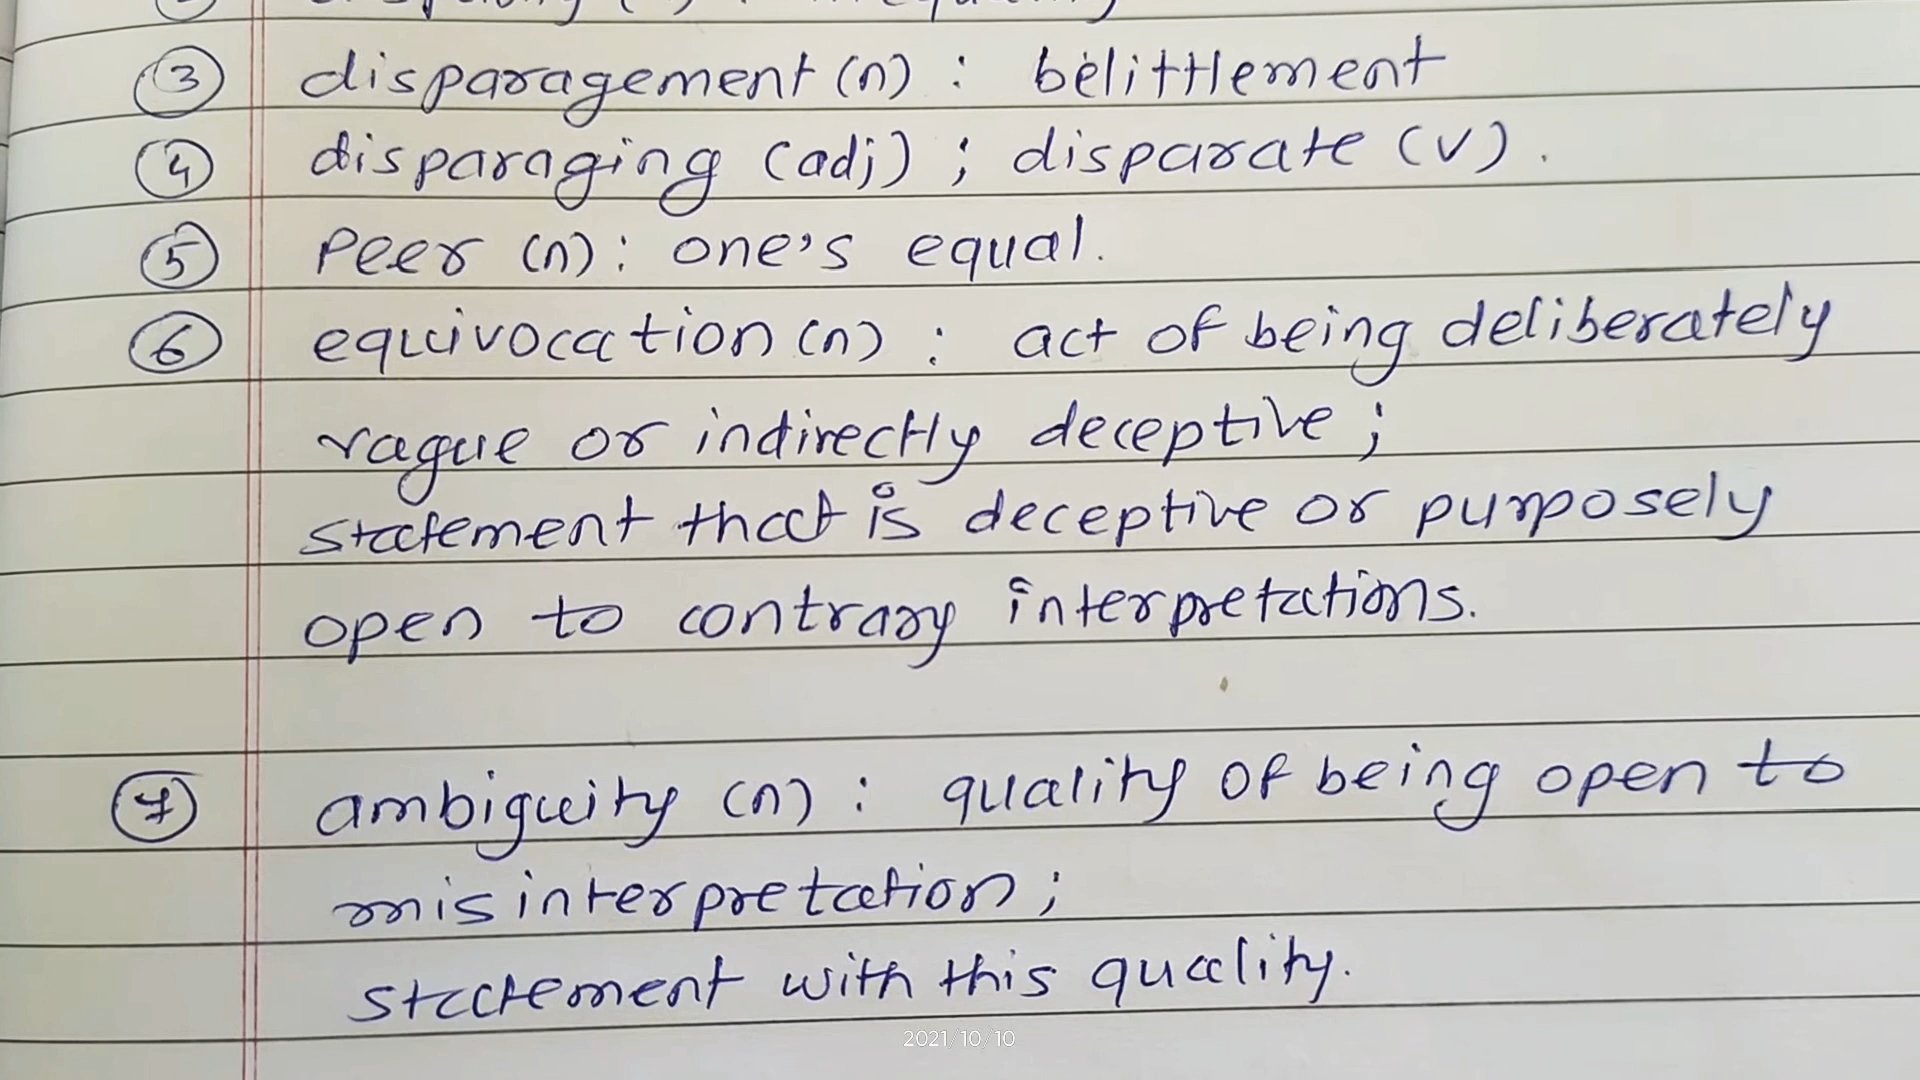 ③ disparagement (n) : belittlement
④ disparaging (adj) ; disparate (v).
⑤ peer (n) : one's equal.
⑥ equivocation (n) : act of being deliberately
vague or indirectly deceptive ;
statement that is deceptive or purposely
open to contrary interpretations.
⑦ ambiguity (n) : quality of being open to
misinterpretation ;
statement with this quality.
2021/10/10